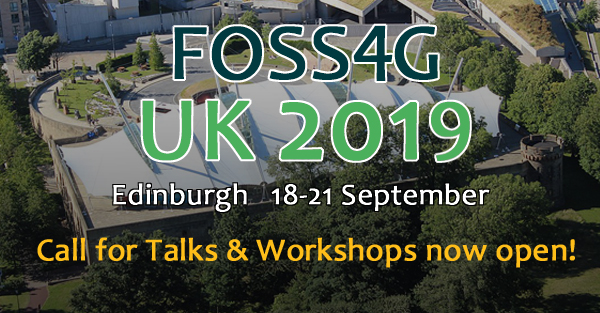 FOSS4G
UK 2019
Edinburgh 18-21 September
Call for Talks & Workshops now open!